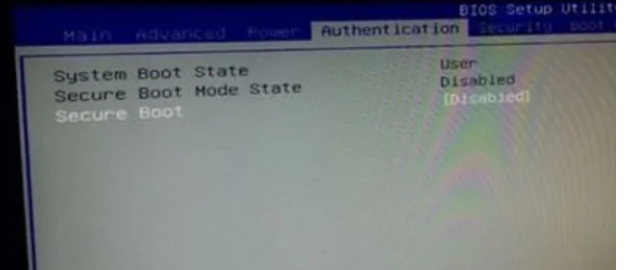 BIOS Setup Utilit
Main Advanced Power Authentication Security Boot
System Boot State User
Secure Boot Mode State Disabled
Secure Boot [Disabled]